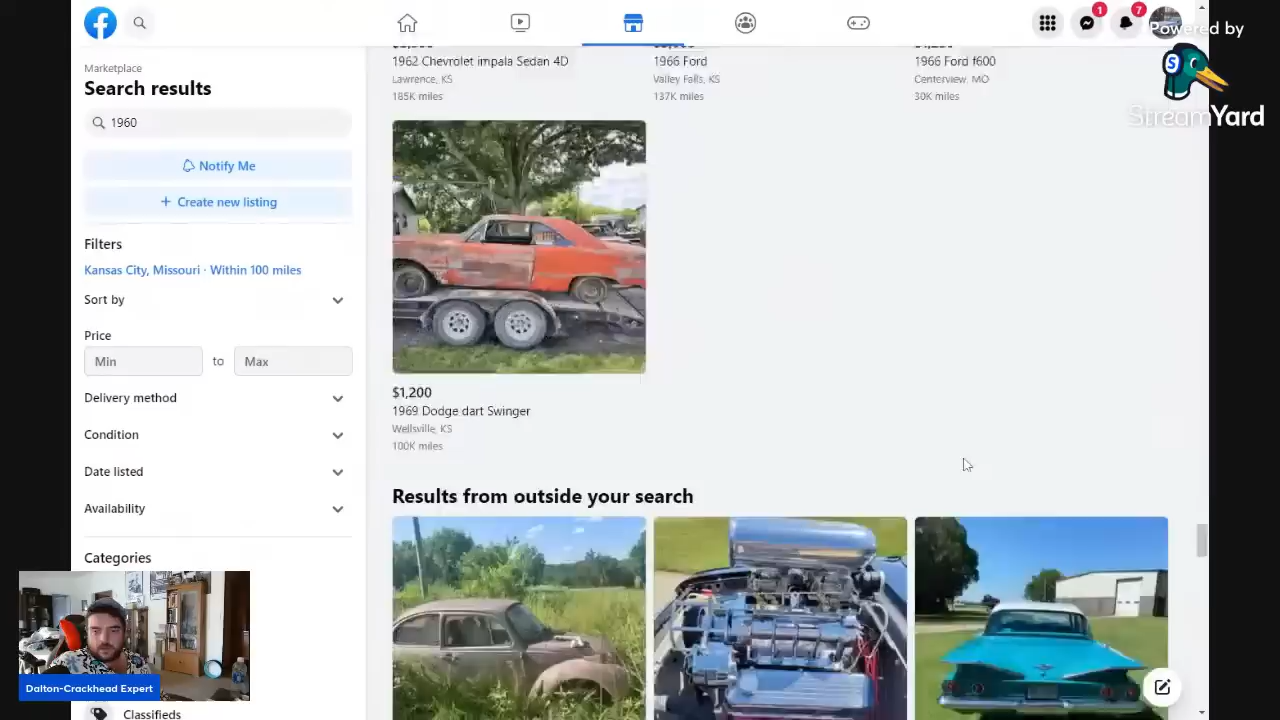 Powered by
StreamYard
1
7
Marketplace
Search results
1960
Notify Me
+ Create new listing
Filters
Kansas City, Missouri · Within 100 miles
Sort by
Price
Min
to
Max
Delivery method
Condition
Date listed
Availability
Categories
Classifieds
1962 Chevrolet impala Sedan 4D
Lawrence, KS
185K miles
1966 Ford
Valley Falls, KS
137K miles
1966 Ford f600
Centerview, MO
30K miles
$1,200
1969 Dodge dart Swinger
Wellsville, KS
100K miles
Results from outside your search
Dalton-Crackhead Expert